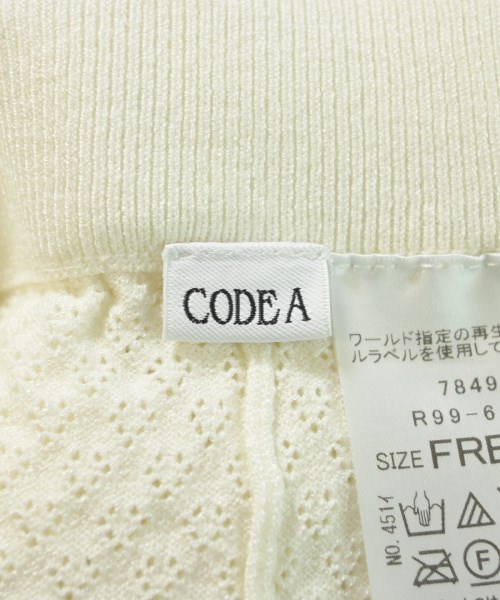 CODE A
ワールド指定の再生
ルラベルを使用して
7849
R99-6
SIZE FRE
NO. 4511
F